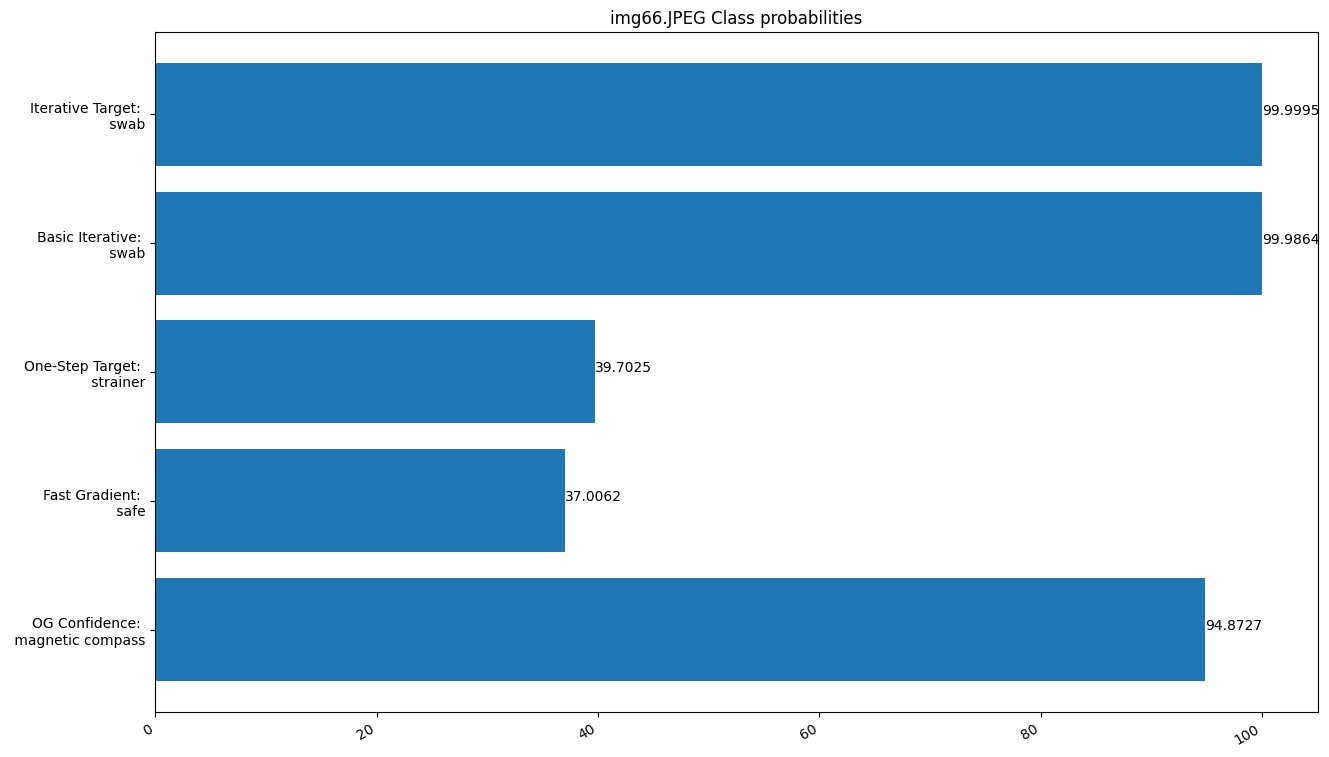 img66.JPEG Class probabilities
Iterative Target:
swab
99.9995
Basic Iterative:
swab
99.9864
One-Step Target:
strainer
39.7025
Fast Gradient:
safe
37.0062
OG Confidence:
magnetic compass
94.8727
0
20
40
60
80
100